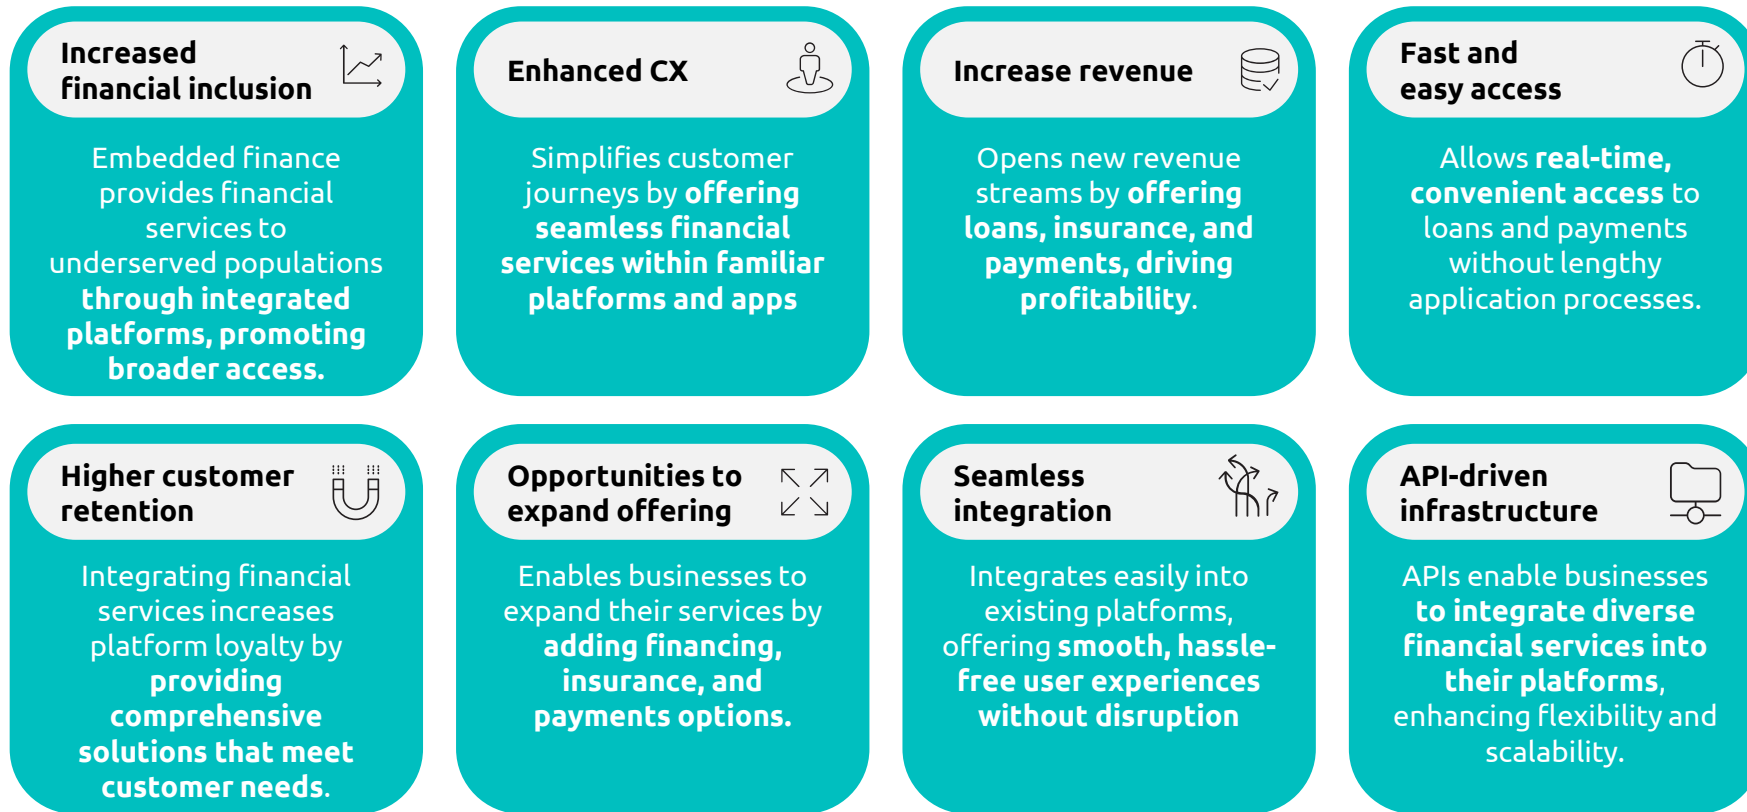 Increased
financial inclusion
Embedded finance
provides financial
services to
underserved populations
through integrated
platforms, promoting
broader access.
Enhanced CX
Simplifies customer
journeys by offering
seamless financial
services within familiar
platforms and apps
Increase revenue
Opens new revenue
streams by offering
loans, insurance, and
payments, driving
profitability.
Fast and
easy access
Allows real-time,
convenient access to
loans and payments
without lengthy
application processes.
Higher customer
retention
Integrating financial
services increases
platform loyalty by
providing
comprehensive
solutions that meet
customer needs.
Opportunities to
expand offering
Enables businesses to
expand their services by
adding financing,
insurance, and
payments options.
Seamless
integration
Integrates easily into
existing platforms,
offering smooth, hassle-
free user experiences
without disruption
API-driven
infrastructure
APIs enable businesses
to integrate diverse
financial services into
their platforms,
enhancing flexibility and
scalability.